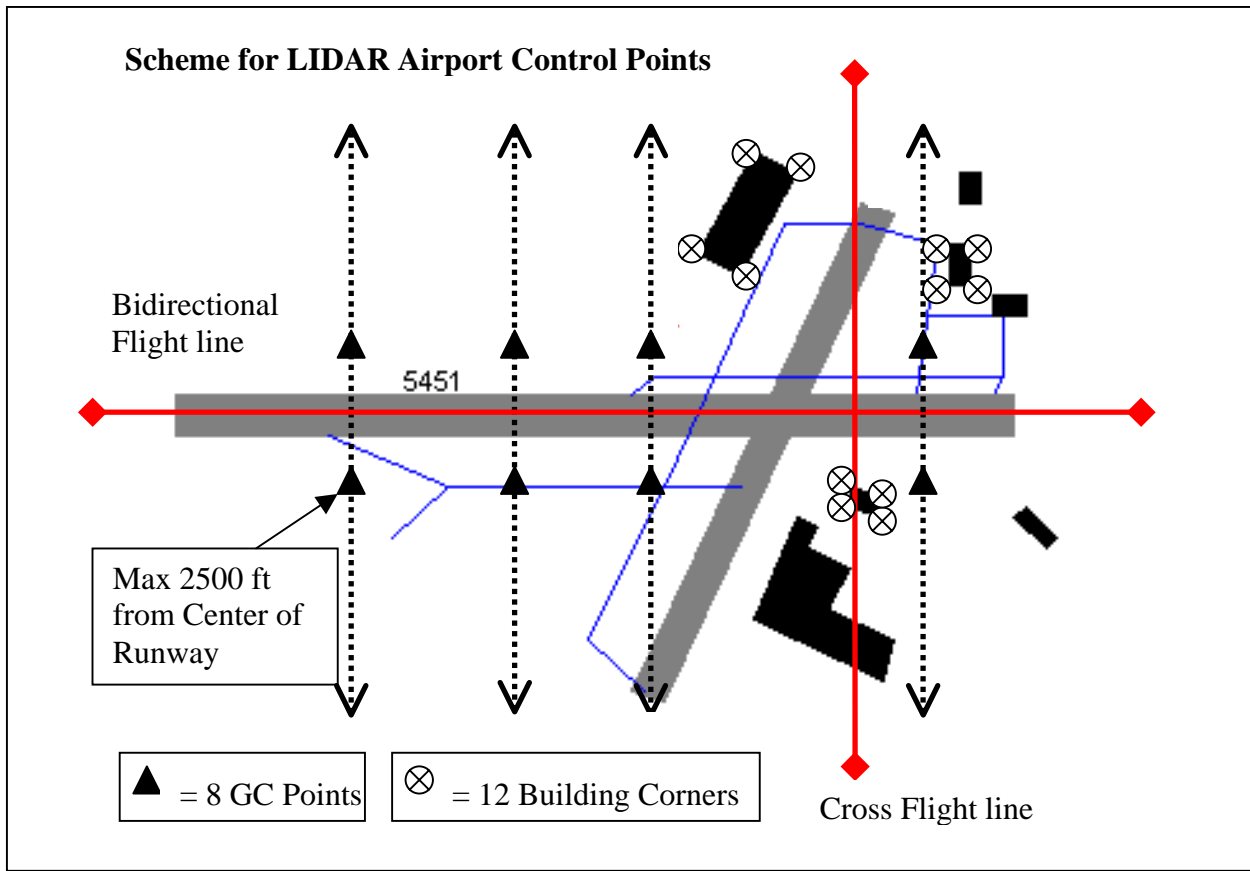 Scheme for LIDAR Airport Control Points
Bidirectional
Flight line
5451
Max 2500 ft
from Center of
Runway
= 8 GC Points
= 12 Building Corners
Cross Flight line